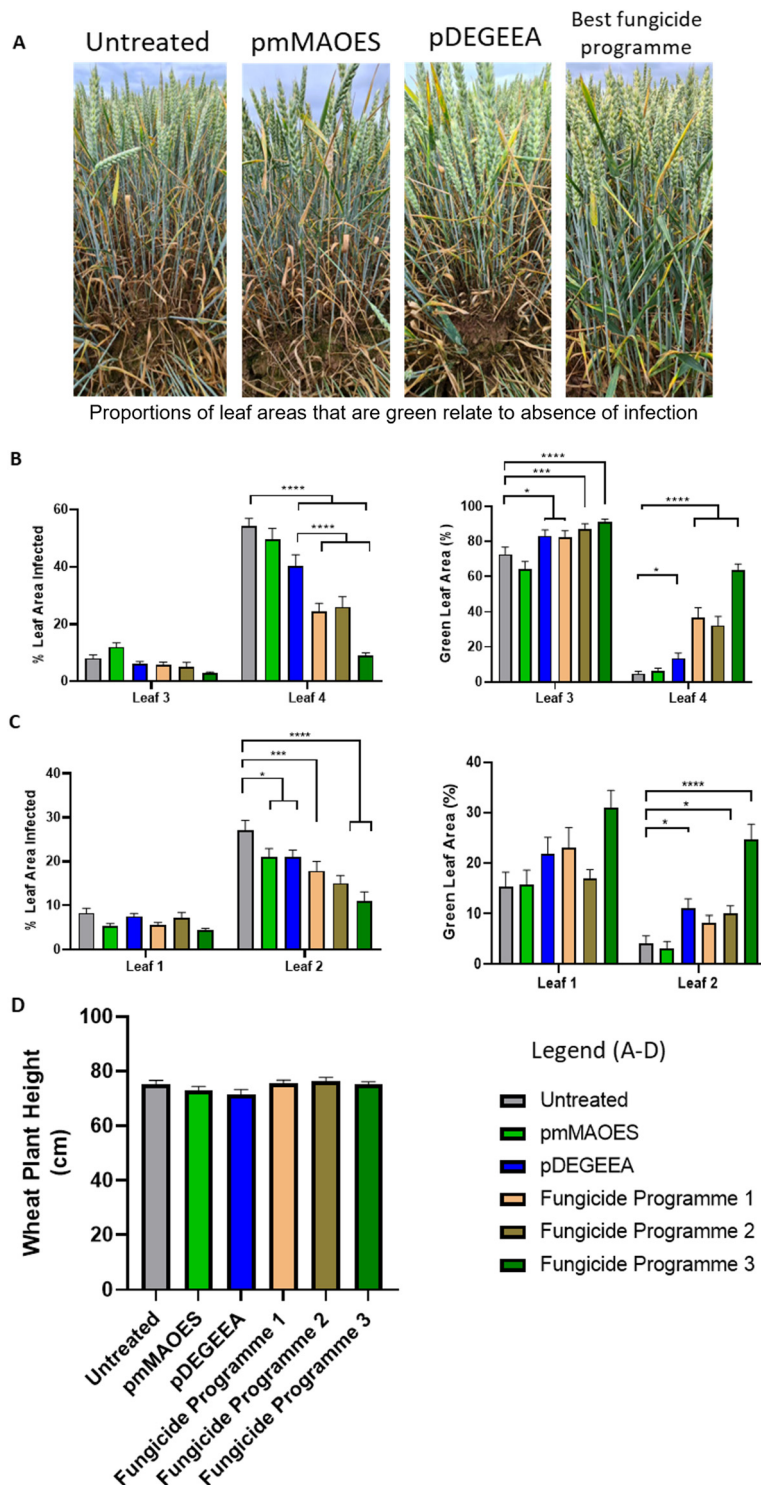 A
Untreated
pmMAOES
pDEGEEA
Best fungicide
programme
Proportions of leaf areas that are green relate to absence of infection
B
% Leaf Area Infected
60
40
20
0
****
****
Leaf 3
Leaf 4
Green Leaf Area (%)
100
80
60
40
20
0
****
***
*
****
*
Leaf 3
Leaf 4
C
% Leaf Area Infected
40
30
20
10
0
****
***
*
Leaf 1
Leaf 2
Green Leaf Area (%)
40
30
20
10
0
****
*
*
Leaf 1
Leaf 2
D
Wheat Plant Height
(cm)
100
80
60
40
20
0
Untreated
pmMAOES
pDEGEEA
Fungicide Programme 1
Fungicide Programme 2
Fungicide Programme 3
Legend (A-D)
Untreated
pmMAOES
pDEGEEA
Fungicide Programme 1
Fungicide Programme 2
Fungicide Programme 3